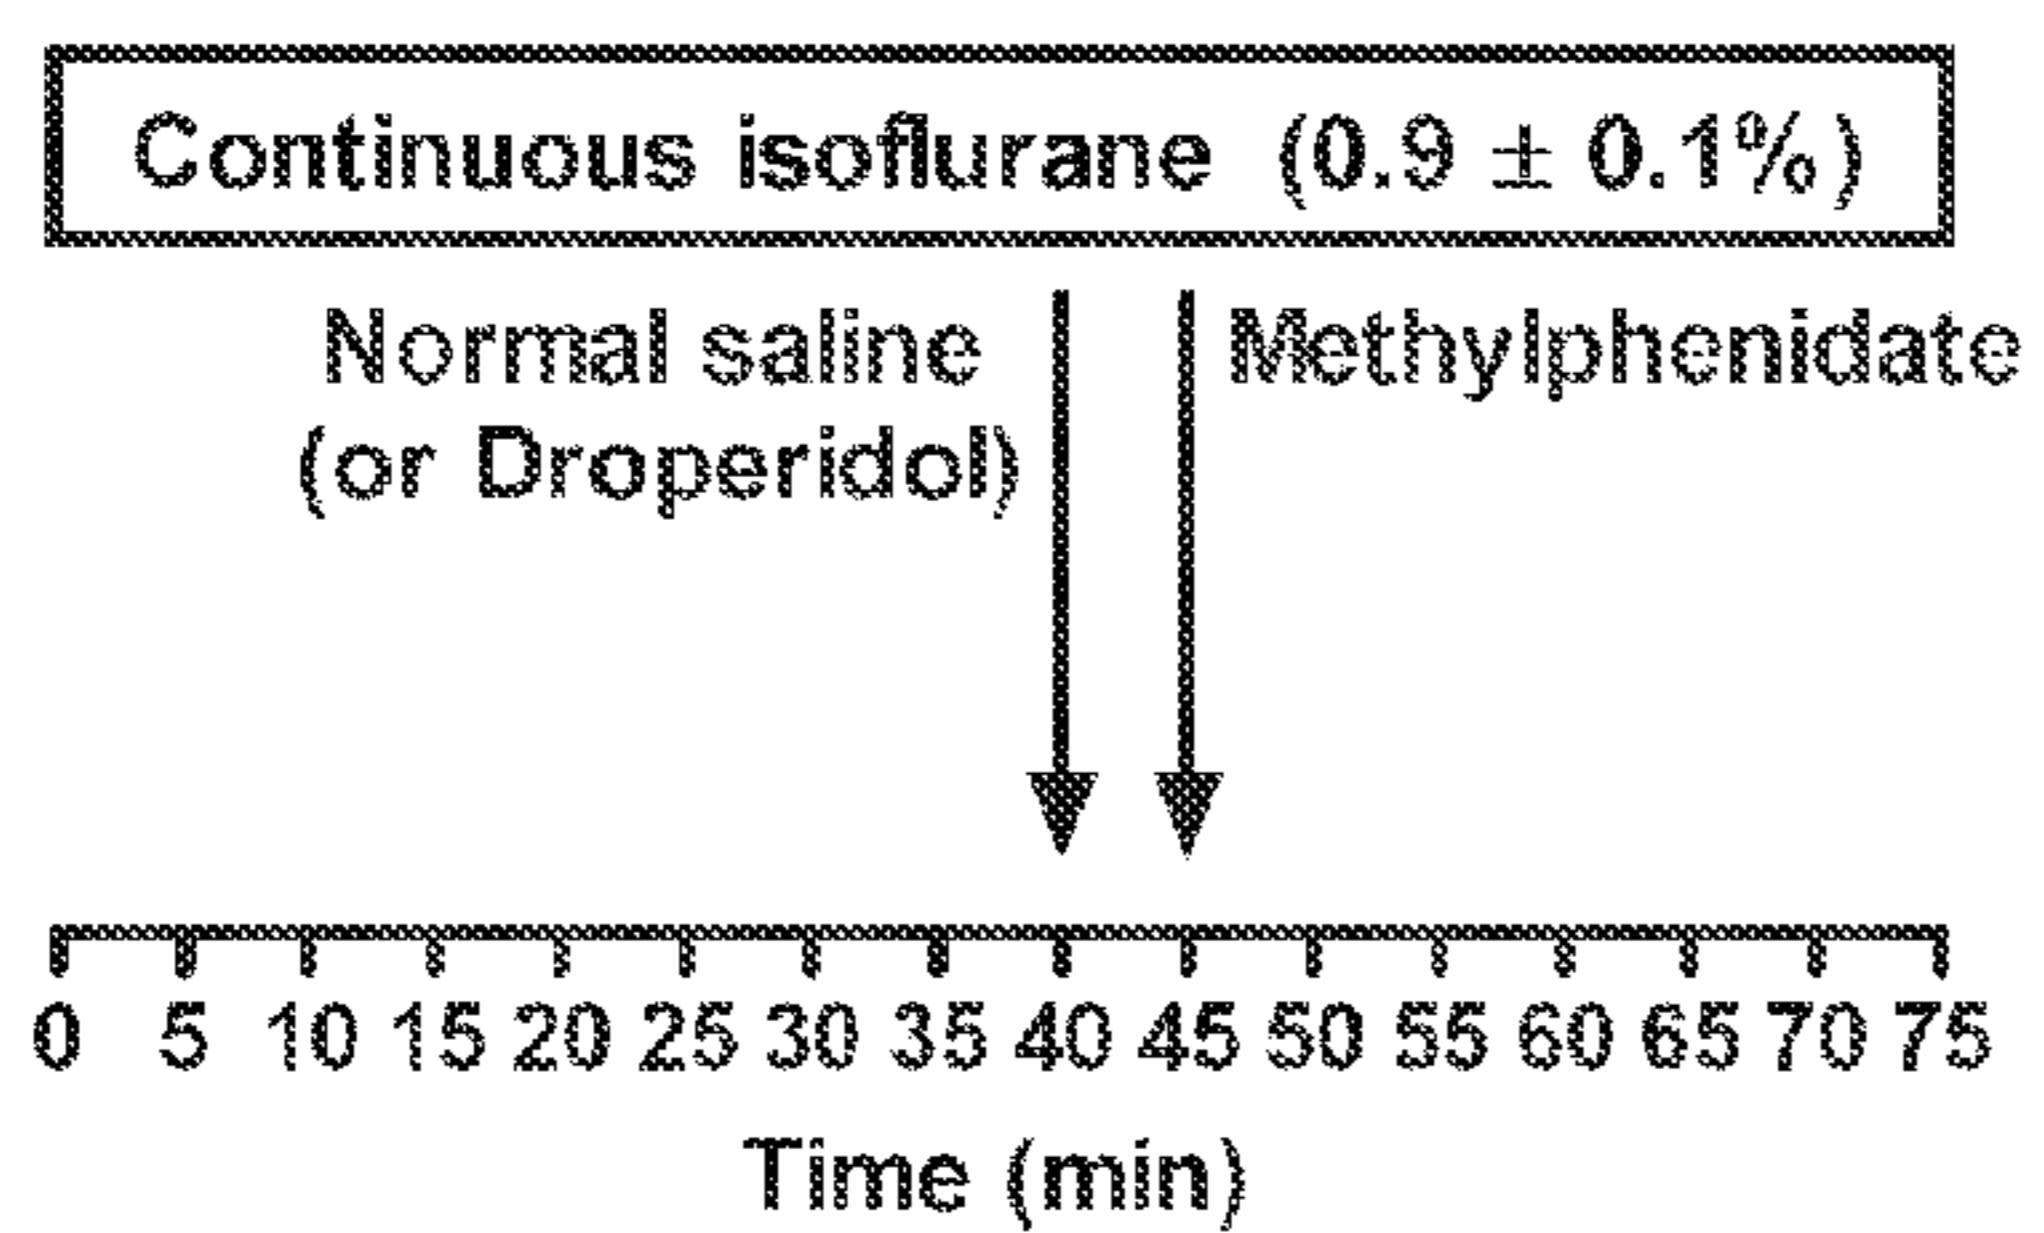 Continuous isoflurane (0.9 ± 0.1%)
Normal saline
(or Droperidol)
Methylphenidate
0 5 10 15 20 25 30 35 40 45 50 55 60 65 70 75
Time (min)